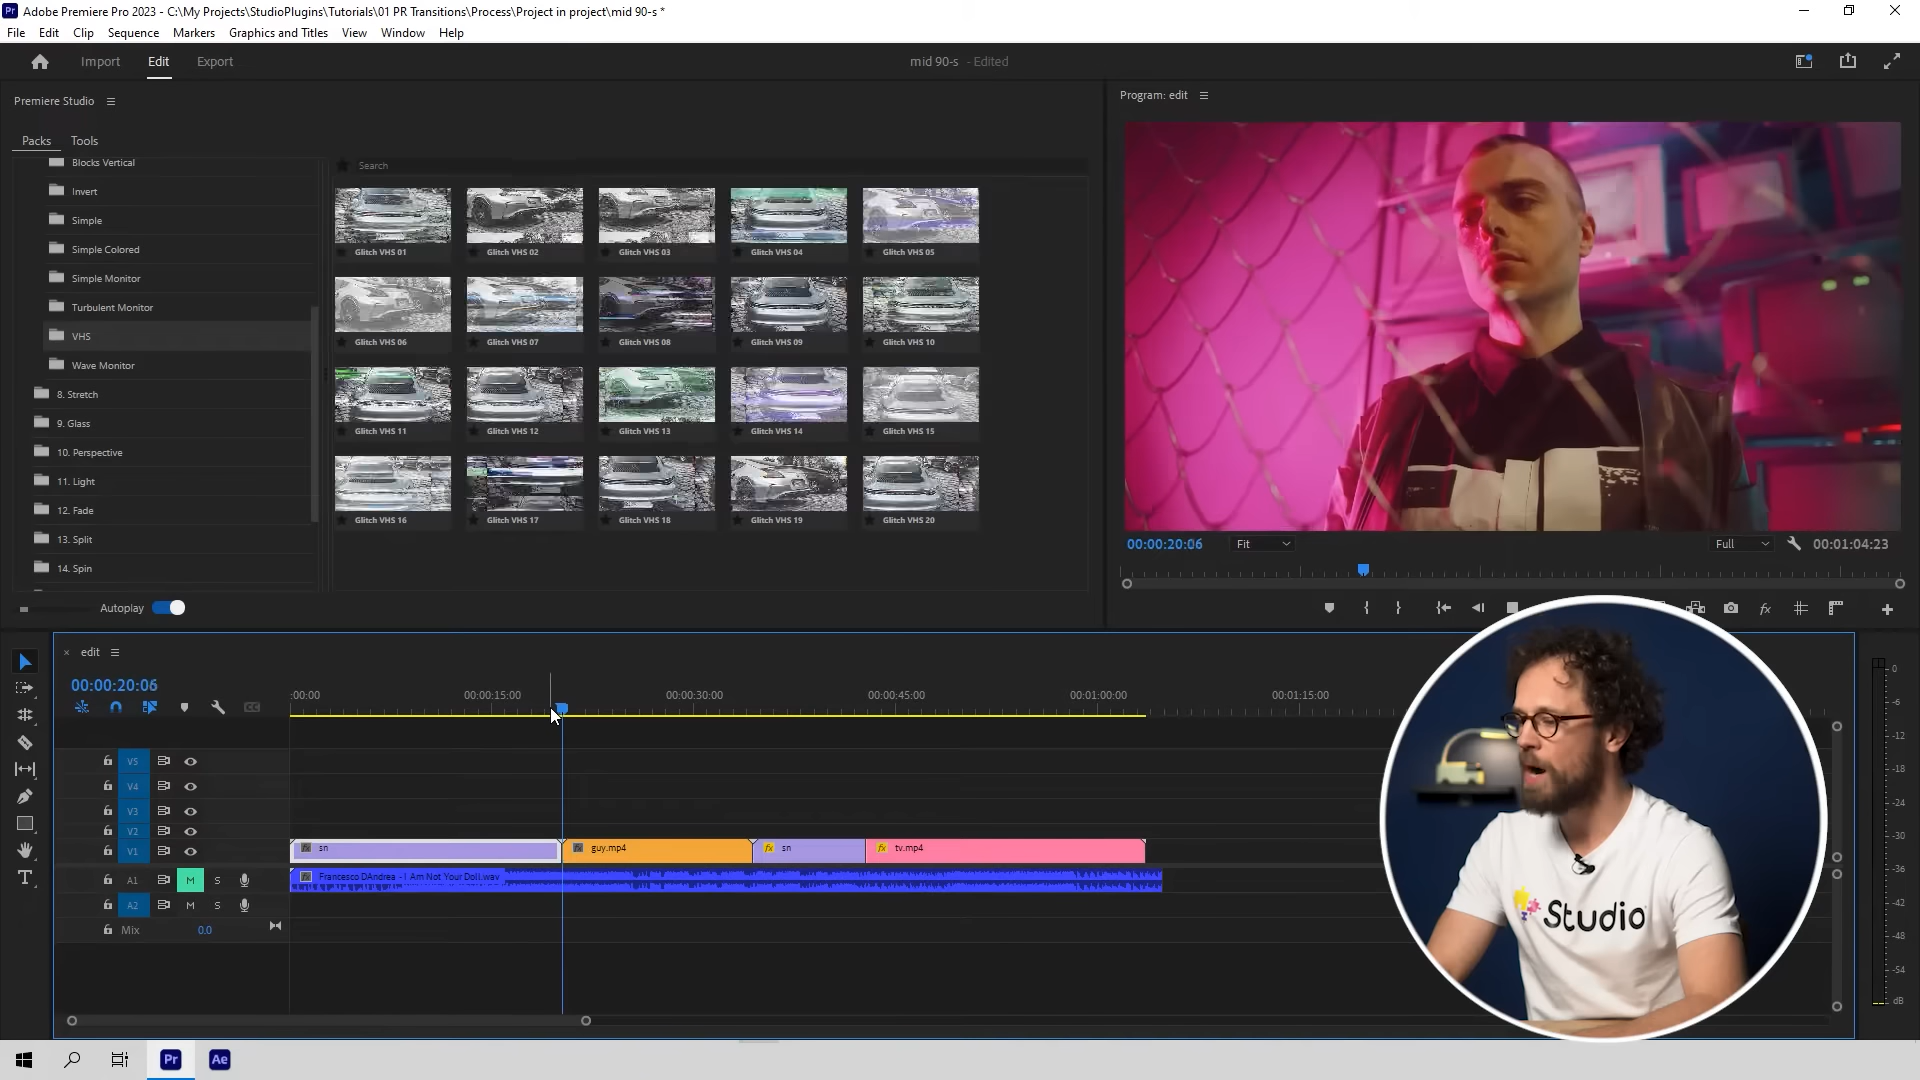 Adobe Premiere Pro 2023 - C:\My Projects\StudioPlugins\Tutorials\01 PR Transitions\Process\Project in project\mid 90-s *
File Edit Clip Sequence Markers Graphics and Titles View Window Help
Import Edit Export
mid 90-s - Edited
Premiere Studio
Packs Tools
Search
Blocks Vertical
Invert
Simple
Simple Colored
Simple Monitor
Turbulent Monitor
VHS
Wave Monitor
8. Stretch
9. Glass
10. Perspective
11. Light
12. Fade
13. Split
14. Spin
Autoplay
Glitch VHS 01 Glitch VHS 02 Glitch VHS 03 Glitch VHS 04 Glitch VHS 05
Glitch VHS 06 Glitch VHS 07 Glitch VHS 08 Glitch VHS 09 Glitch VHS 10
Glitch VHS 11 Glitch VHS 12 Glitch VHS 13 Glitch VHS 14 Glitch VHS 15
Glitch VHS 16 Glitch VHS 17 Glitch VHS 18 Glitch VHS 19 Glitch VHS 20
Program: edit
00:00:20:06 Fit Full 00:01:04:23
fx
edit
00:00:20:06
:00:00 00:00:15:00 00:00:30:00 00:00:45:00 00:01:00:00 00:01:15:00
V5
V4
V3
V2
V1
fx sn fx guy.mp4 fx sn fx tv.mp4
A1 M S
fx Francesco DAndrea - I Am Not Your Doll.wav
A2 M S
Mix 0.0
0
-6
-12
-18
-24
-30
-36
-42
-48
-54
dB
Studio
Pr Ae